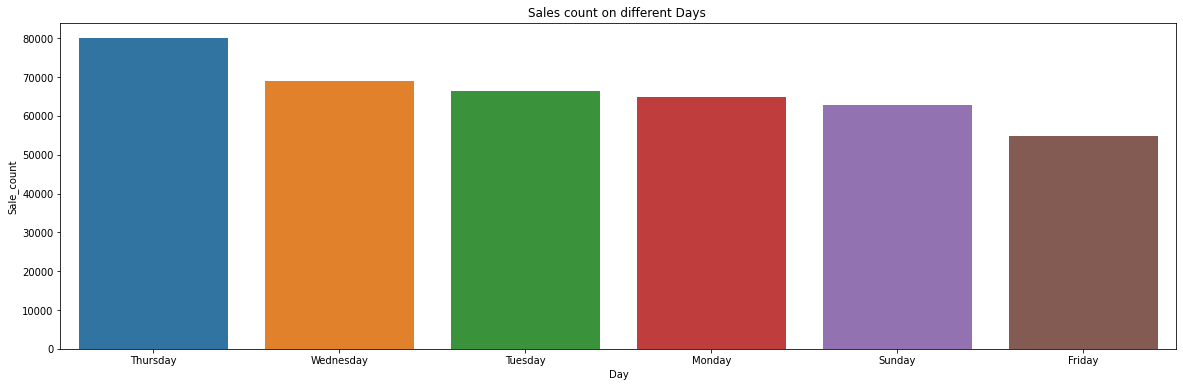 Sales count on different Days
Sale_count
80000
70000
60000
50000
40000
30000
20000
10000
0
Thursday Wednesday Tuesday Monday Sunday Friday
Day